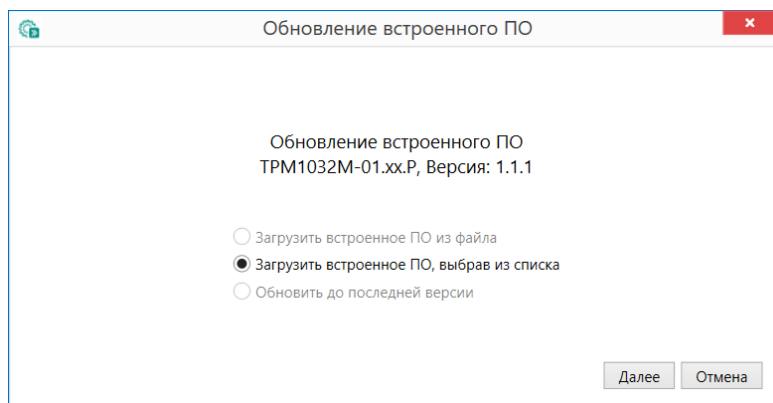 Обновление встроенного ПО
Обновление встроенного ПО
ТРМ1032М-01.xx.Р, Версия: 1.1.1
Загрузить встроенное ПО из файла
Загрузить встроенное ПО, выбрав из списка
Обновить до последней версии
Далее Отмена